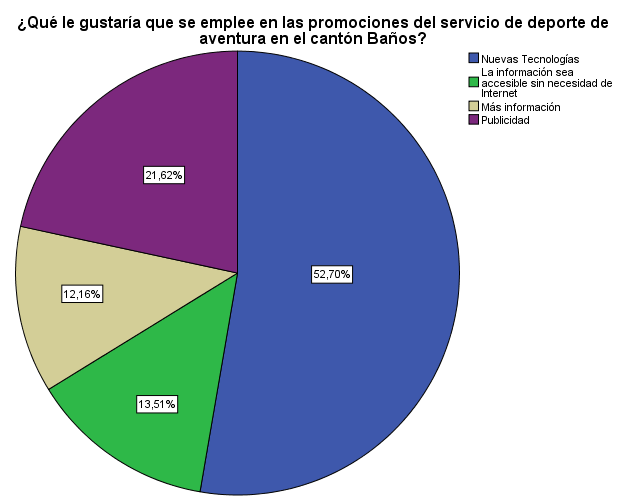 ¿Qué le gustaría que se emplee en las promociones del servicio de deporte de
aventura en el cantón Baños?
Nuevas Tecnologías
La información sea
accesible sin necesidad de
Internet
Más información
Publicidad
21,62%
52,70%
12,16%
13,51%